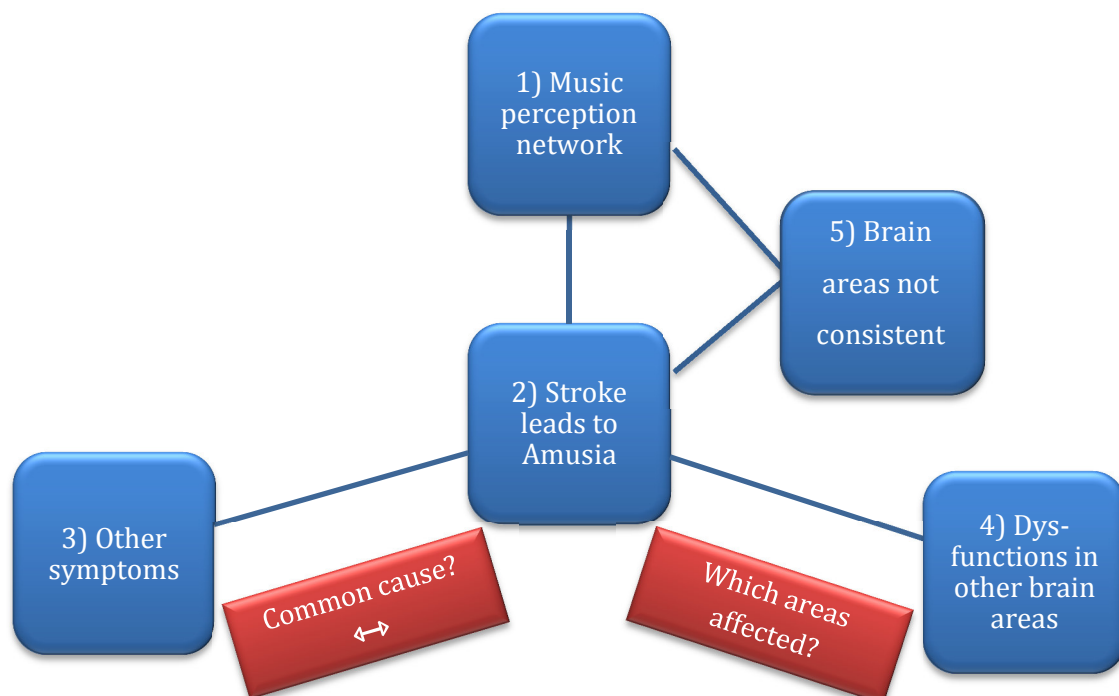 1) Music
perception
network
5) Brain
areas not
consistent
2) Stroke
leads to
Amusia
3) Other
symptoms
Common cause?
↔
Which areas
affected?
4) Dys-
functions in
other brain
areas